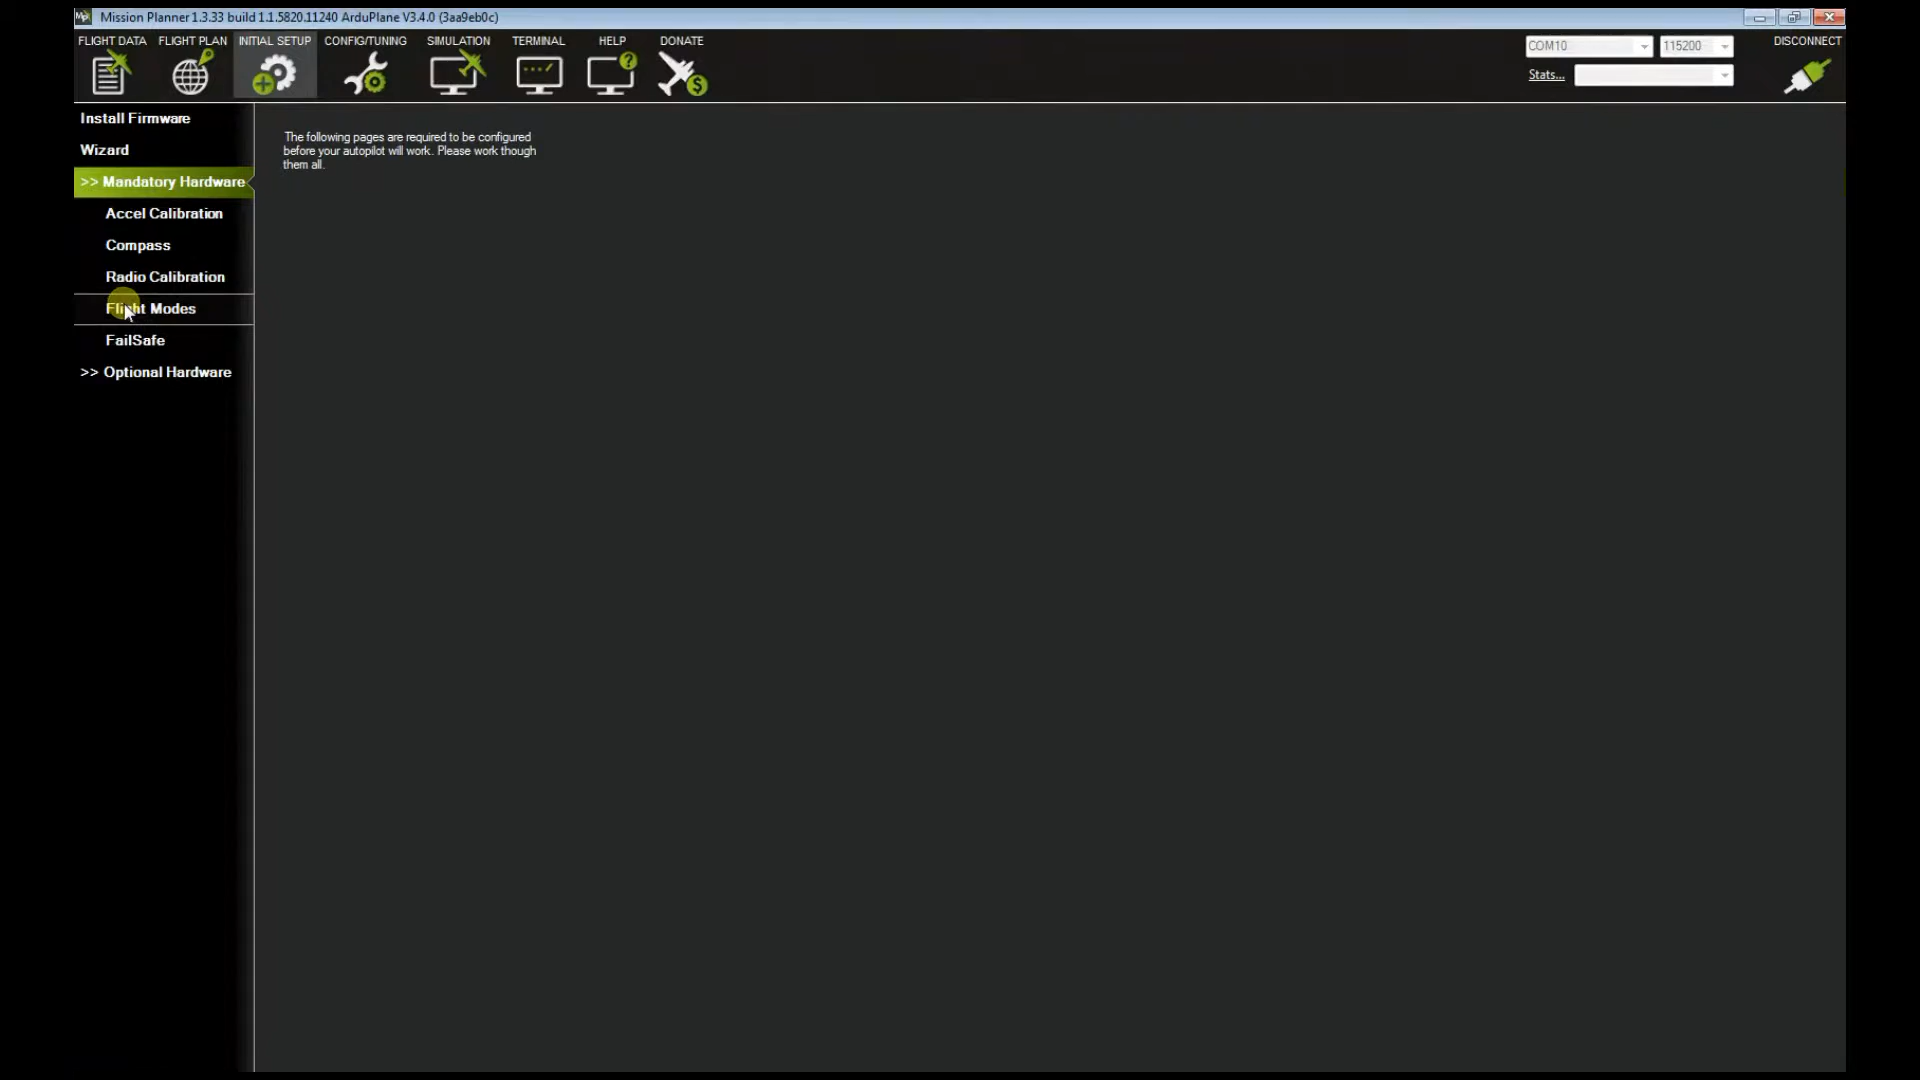 Mission Planner 1.3.33 build 1.1.5820.11240 ArduPlane V3.4.0 (3aa9eb0c)
FLIGHT DATA FLIGHT PLAN INITIAL SETUP CONFIG/TUNING SIMULATION TERMINAL HELP DONATE
COM10 115200 DISCONNECT
Stats...
Install Firmware
Wizard
>> Mandatory Hardware
Accel Calibration
Compass
Radio Calibration
Flight Modes
FailSafe
>> Optional Hardware
The following pages are required to be configured
before your autopilot will work. Please work though
them all.